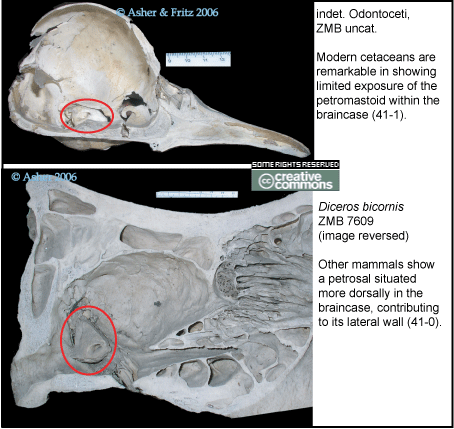 © Asher & Fritz 2006
indet. Odontoceti,
ZMB uncat.
Modern cetaceans are
remarkable in showing
limited exposure of the
petromastoid within the
braincase (41-1).
SOME RIGHTS RESERVED
cc creative
commons
© Asher 2006
Diceros bicornis
ZMB 7609
(image reversed)
Other mammals show
a petrosal situated
more dorsally in the
braincase, contributing
to its lateral wall (41-0).